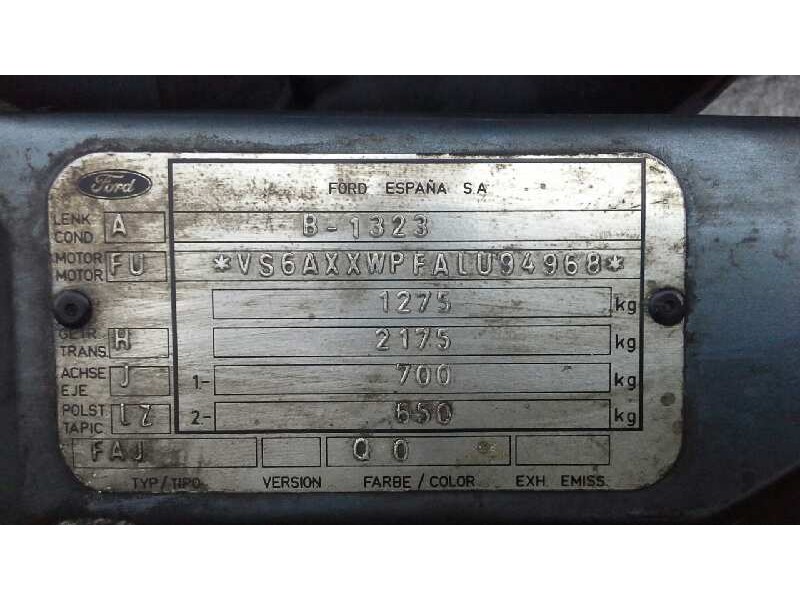 Ford
FORD ESPAÑA S.A
LENK A B-1323
COND.
MOTOR FU *VS6AXXWPFALU94968*
MOTOR
1275 kg
GETR. H 2175 kg
TRANS.
ACHSE J 1- 700 kg
EJE
POLST LZ 2- 650 kg
TAPIC
FAJ Q0
TYP/TIPO VERSION FARBE/COLOR EXH. EMISS.